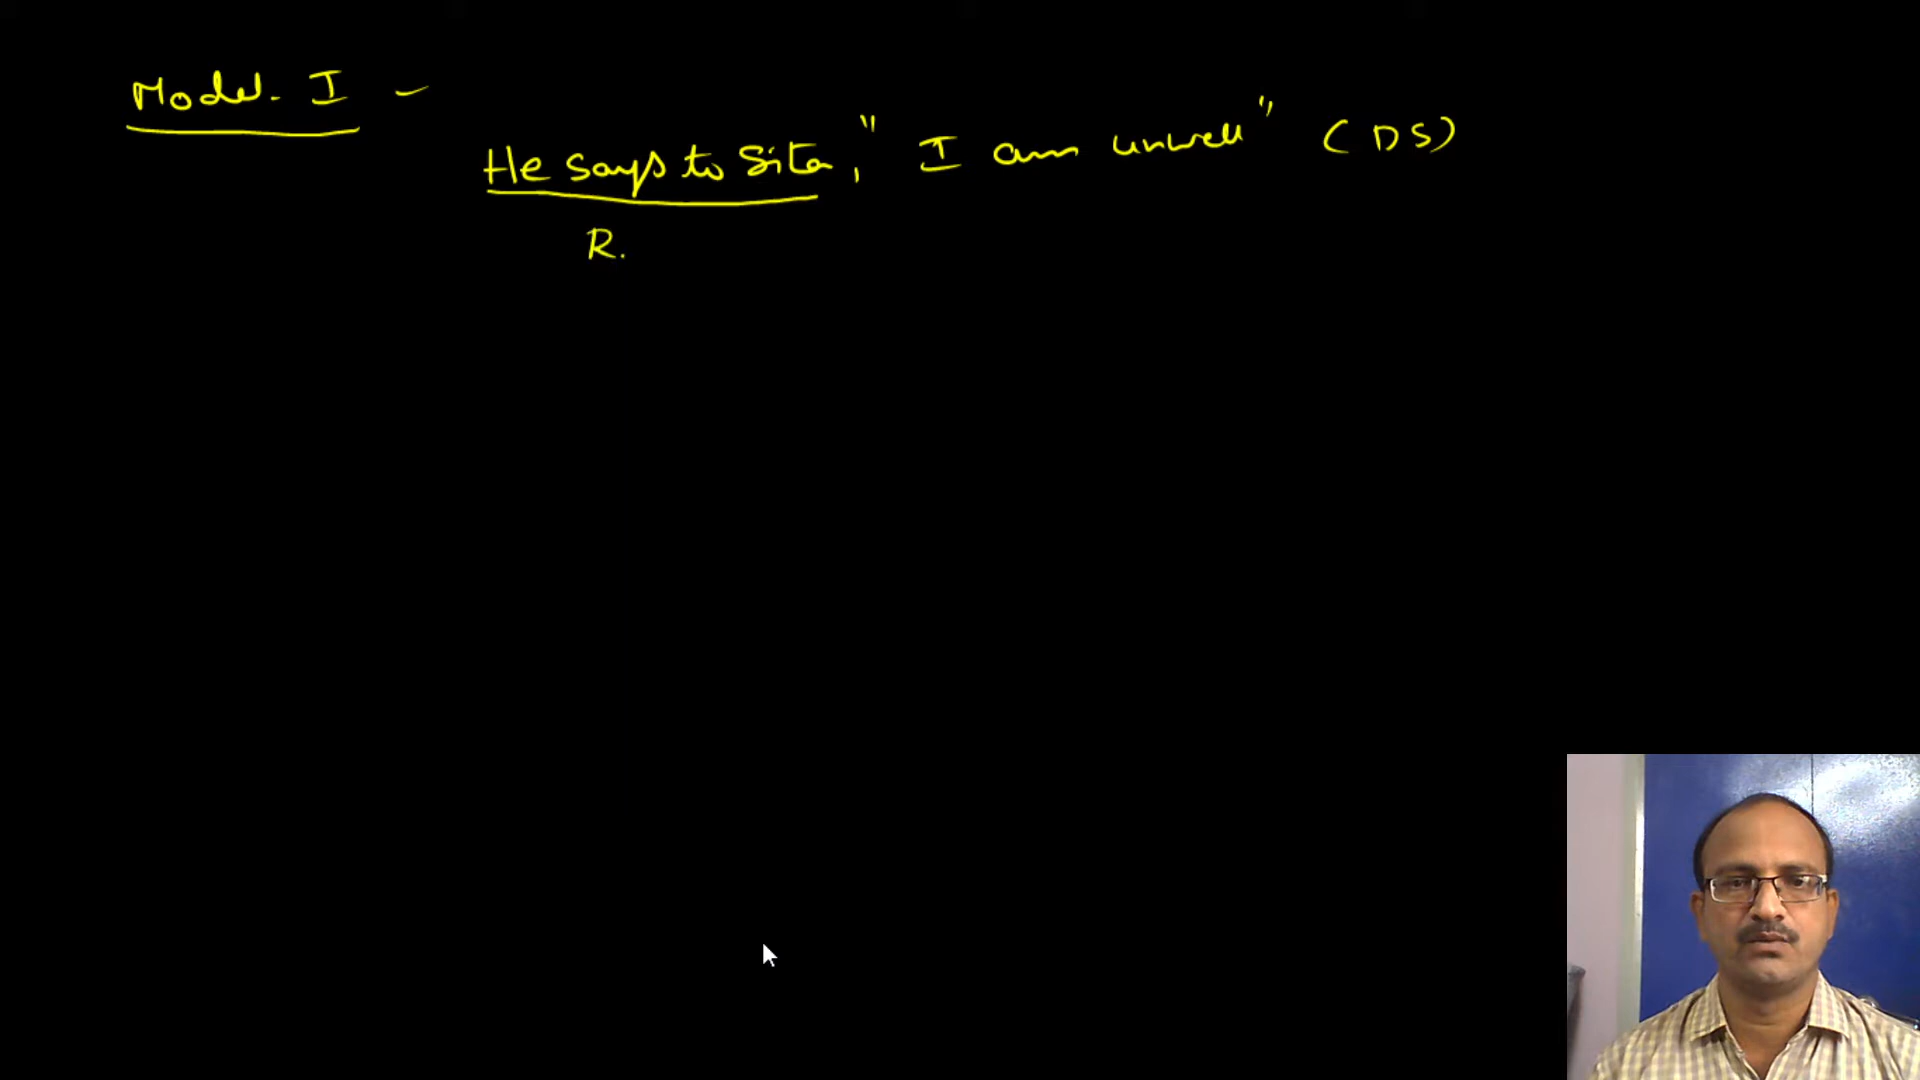 Model. I -
He says to Sita, "I am unwell" (DS)
R.